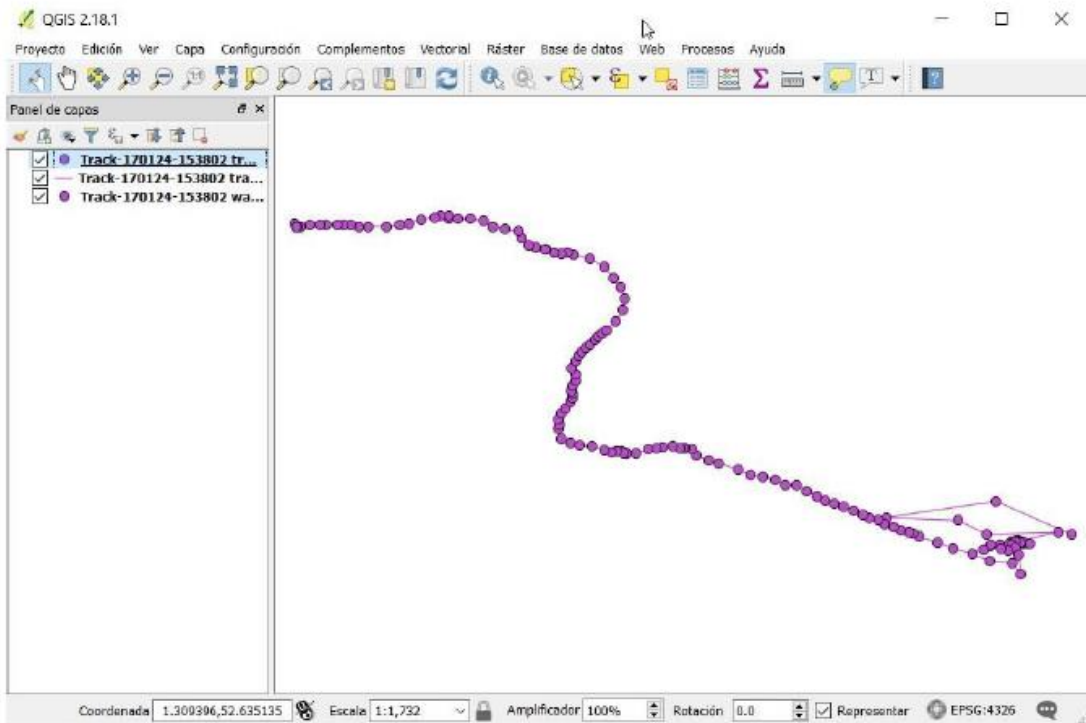 QGIS 2.18.1
Proyecto Edición Ver Capa Configuración Complementos Vectorial Ráster Base de datos Web Procesos Ayuda
Panel de capas
Track-170124-153802 tr...
Track-170124-153802 tra...
Track-170124-153802 wa...
Coordenada 1.309396,52.635135 Escala 1:1,732 Amplificador 100% Rotación 0.0 Representar EPSG:4326